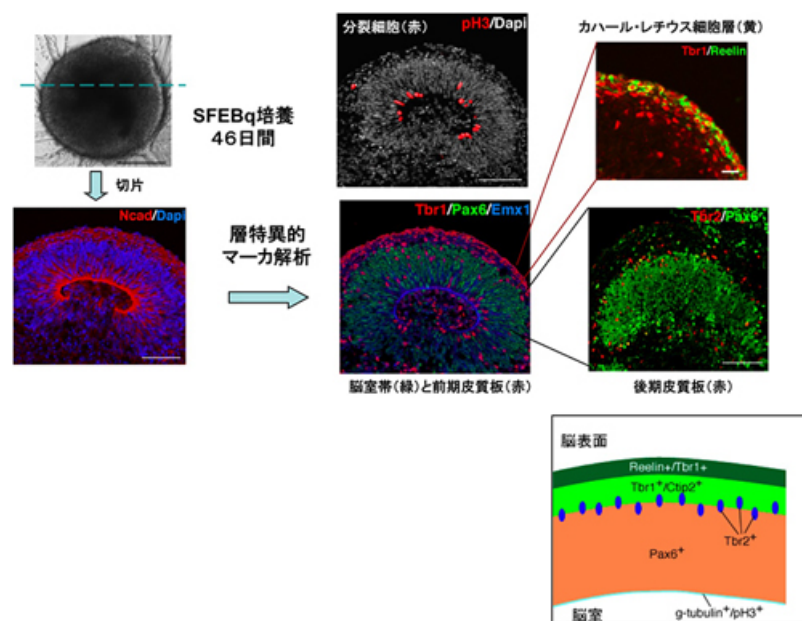 分裂細胞(赤)
pH3/Dapi
カハール・レチウス細胞層(黄)
Tbr1/Reelin
SFEBq培養
46日間
切片
Ncad/Dapi
層特異的
マーカ解析
Tbr1/Pax6/Emx1
Tbr2/Pax6
脳室帯(緑)と前期皮質板(赤)
後期皮質板(赤)
脳表面
Reelin+/Tbr1+
Tbr1+/Ctip2+
Tbr2+
Pax6+
g-tubulin+/pH3+
脳室